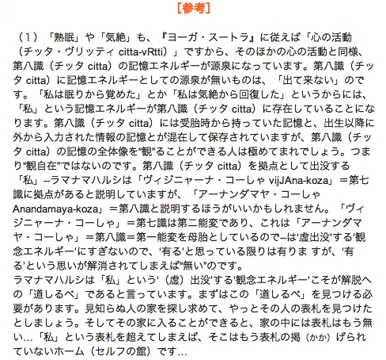 ［参考］
（１）「熟眠」や「気絶」も、『ヨーガ・スートラ』に従えば「心の活動
（チッタ・ヴリッティ citta-vRtti）」ですから、そのほかの心の活動と同様、
第八識（チッタ citta）の記憶エネルギーが源泉になっています。第八識（チッ
タ citta）に記憶エネルギーとしての源泉が無いものは、「出て来ない」ので
す。「私は眠りから覚めた」とか「私は気絶から回復した」というからには、
「私」という記憶エネルギーが第八識（チッタ citta）に存在していることにな
ります。第八識（チッタ citta）には受胎時から持っていた記憶と、出生以降に
外から入力された情報の記憶とが混在して保存されていますが、第八識（チッ
タ citta）の記憶の全体像を“観”ることができる人は極めてまれでしょう。つま
り“観自在”ではないのです。第八識（チッタ citta）を拠点として出没する
「私」–ラマナマハルシは「ヴィジニャーナ・コーしゃ vijJAna-koza」＝第七
識に拠点があると説明していますが、「アーナンダマヤ・コーしゃ
Anandamaya-koza」＝第八識と説明するほうがいいかもしれません。「ヴィ
ジニャーナ・コーしゃ」＝第七識は第二能変であり、これは「アーナンダマ
ヤ・コーしゃ」＝第八識＝第一能変を母胎としているので–は‘虚出没’する‘観
念エネルギー’にすぎないので、‘有る’と思っている限りは有りま すが、‘有
る’という思いが解消されてしまえば“無い”のです。
ラマナマハルシは「私という‘（虚）出没’する‘観念エネルギー’こそが解説へ
の「道しるべ」であると言っています。まずはこの「道しるべ」を見つける必
要があります。見知らぬ人の家を探し求めて、やっとその人の表札を見つけた
としましょう。そしてその家に入ることができると、家の中には表札はもう無
い…「私」という表札を超えてしまえば、そこはもう表札の掲（かか）げられ
ていないホーム（セルフの館）です…